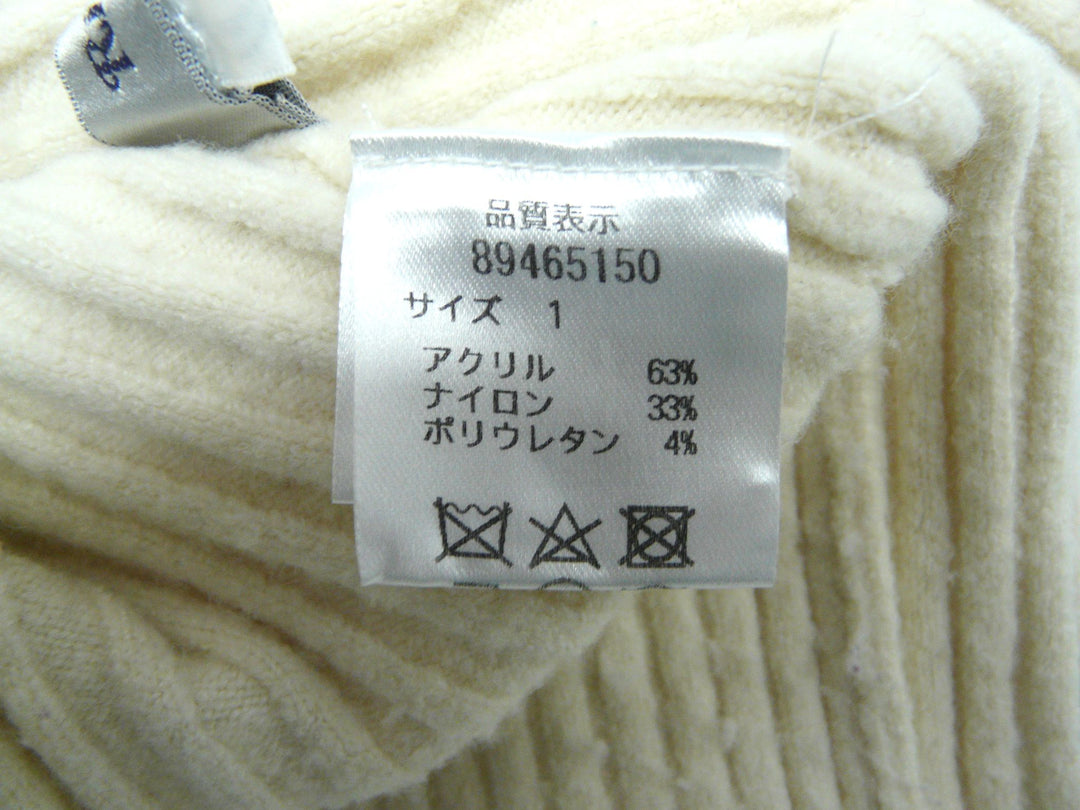 品質表示
89465150
サイズ 1
アクリル 63%
ナイロン 33%
ポリウレタン 4%